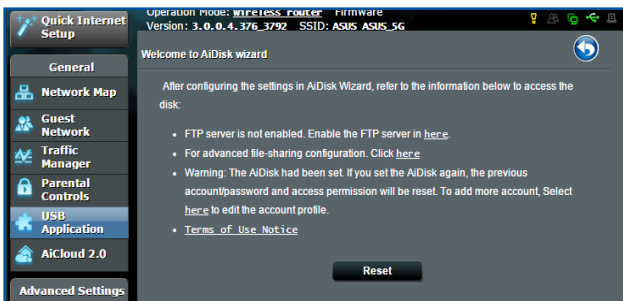 Quick Internet
Setup
Operation Mode: Wireless router Firmware
Version: 3.0.0.4.376_3792 SSID: ASUS ASUS_5G
General
Network Map
Guest
Network
Traffic
Manager
Parental
Controls
USB
Application
AiCloud 2.0
Advanced Settings
Welcome to AiDisk wizard
After configuring the settings in AiDisk Wizard, refer to the information below to access the
disk:
• FTP server is not enabled. Enable the FTP server in here.
• For advanced file-sharing configuration. Click here
• Warning: The AiDisk had been set. If you set the AiDisk again, the previous
account/password and access permission will be reset. To add more account, Select
here to edit the account profile.
• Terms of Use Notice
Reset